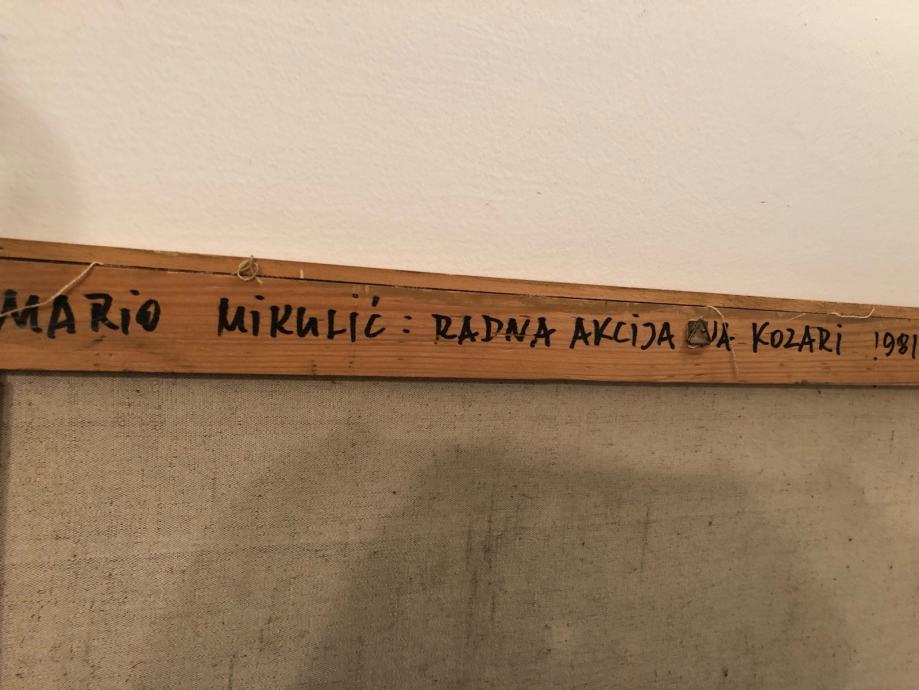 MARIO MIKULIĆ: RADNA AKCIJA NA KOZARI 1981